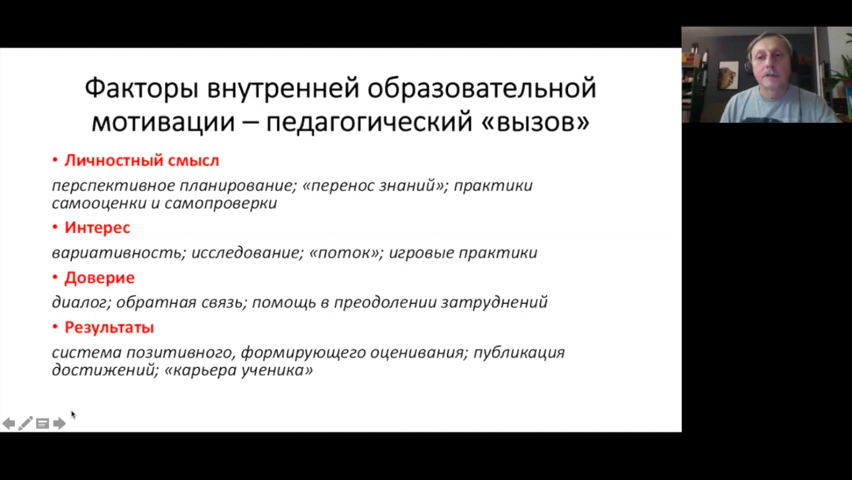 Факторы внутренней образовательной
мотивации – педагогический «вызов»
• Личностный смысл
перспективное планирование; «перенос знаний»; практики
самооценки и самопроверки
• Интерес
вариативность; исследование; «поток»; игровые практики
• Доверие
диалог; обратная связь; помощь в преодолении затруднений
• Результаты
система позитивного, формирующего оценивания; публикация
достижений; «карьера ученика»